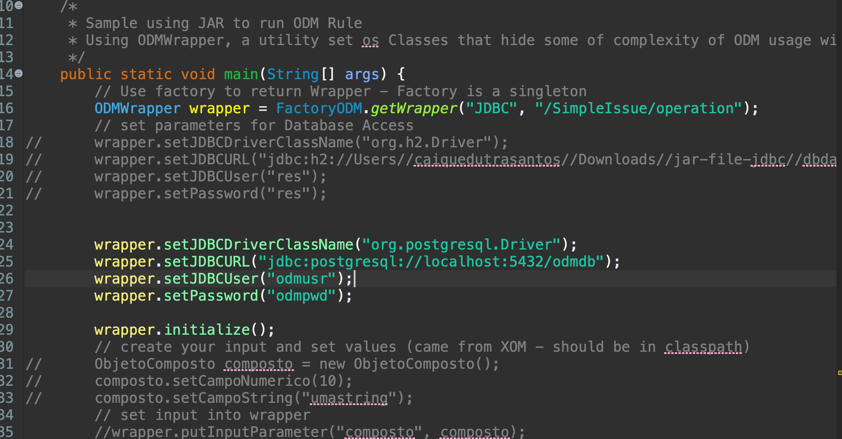 10 /*
11 * Sample using JAR to run ODM Rule
12 * Using ODMWrapper, a utility set os Classes that hide some of complexity of ODM usage wi
13 */
14 public static void main(String[] args) {
15 // Use factory to return Wrapper - Factory is a singleton
16 ODMWrapper wrapper = FactoryODM.getWrapper("JDBC", "/SimpleIssue/operation");
17 // set parameters for Database Access
18 // wrapper.setJDBCDriverClassName("org.h2.Driver");
19 // wrapper.setJDBCURL("jdbc:h2://Users//caiquedutrasantos//Downloads//jar-file-jdbc//dbda
20 // wrapper.setJDBCUser("res");
21 // wrapper.setPassword("res");
22
23
24 wrapper.setJDBCDriverClassName("org.postgresql.Driver");
25 wrapper.setJDBCURL("jdbc:postgresql://localhost:5432/odmdb");
26 wrapper.setJDBCUser("odmusr");
27 wrapper.setPassword("odmpwd");
28
29 wrapper.initialize();
30 // create your input and set values (came from XOM - should be in classpath)
31 // ObjetoComposto composto = new ObjetoComposto();
32 // composto.setCampoNumerico(10);
33 // composto.setCampoString("umastring");
34 // set input into wrapper
35 //wrapper.putInputParameter("composto", composto);